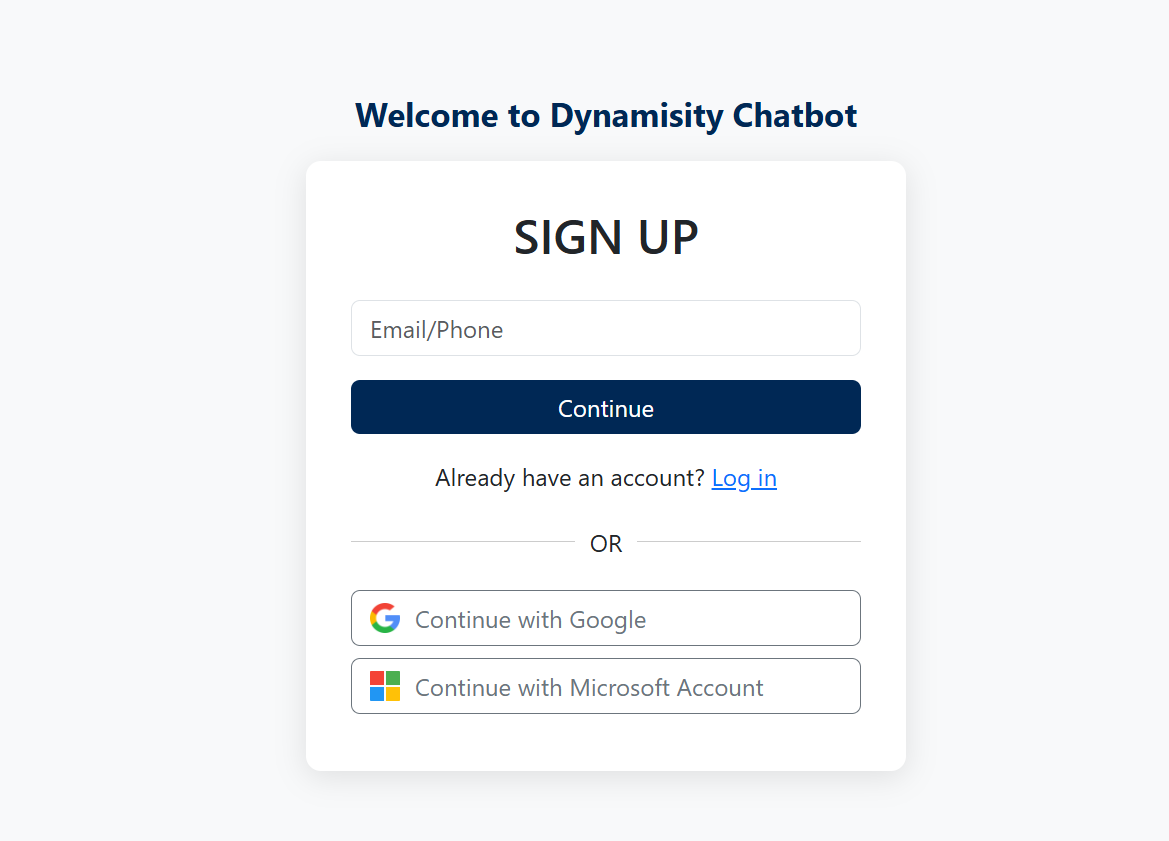 Welcome to Dynamisity Chatbot
SIGN UP
Email/Phone
Continue
Already have an account? Log in
OR
Continue with Google
Continue with Microsoft Account